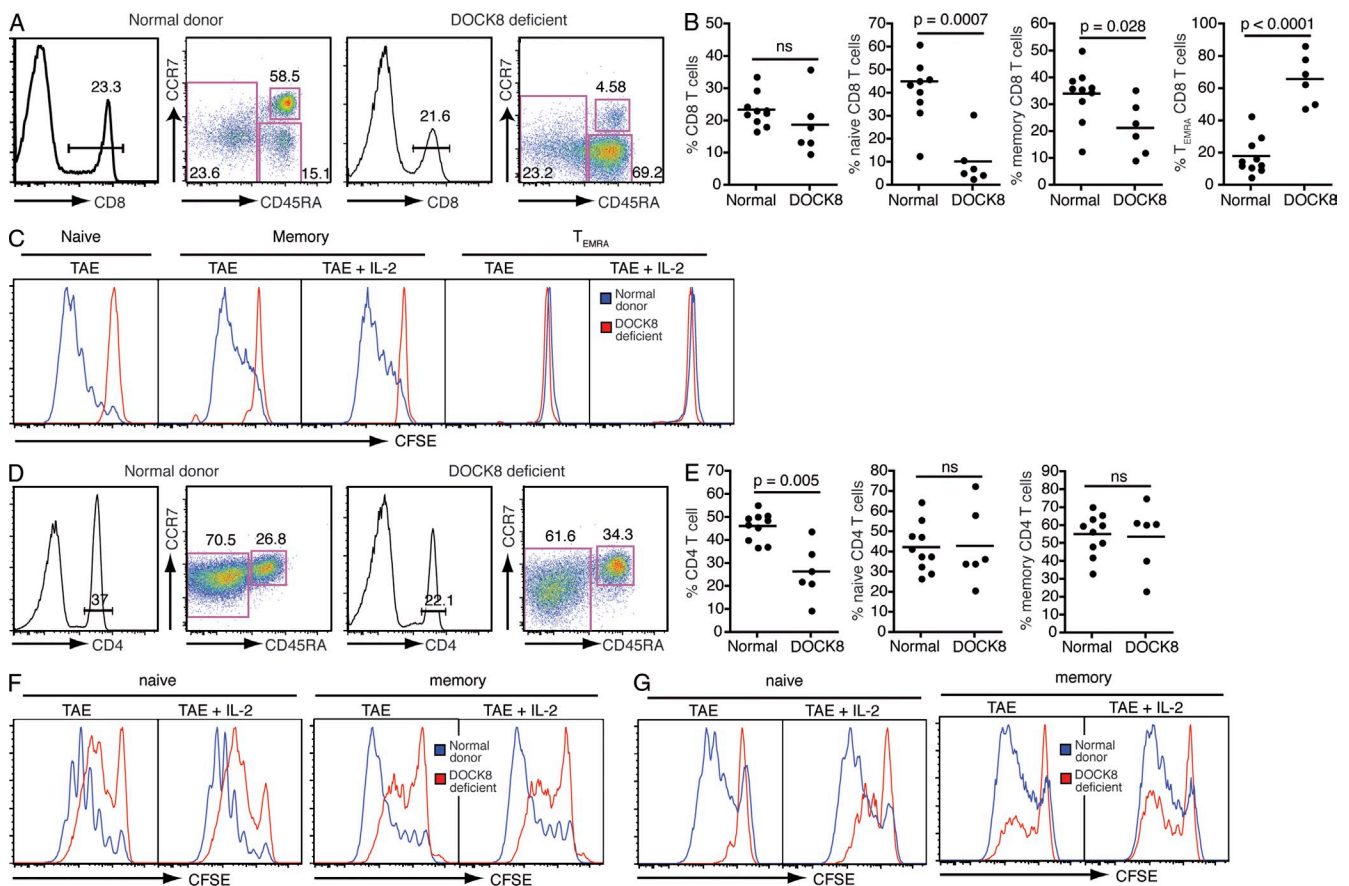 A
Normal donor
DOCK8 deficient
23.3
CD8
CCR7
58.5
23.6
15.1
CD45RA
21.6
CD8
CCR7
4.58
23.2
69.2
CD45RA
B
% CD8 T cells
50
40
30
20
10
0
ns
Normal DOCK8
% naive CD8 T cells
70
60
50
40
30
20
10
0
p = 0.0007
Normal DOCK8
% memory CD8 T cells
60
50
40
30
20
10
0
p = 0.028
Normal DOCK8
% TEMRA CD8 T cells
100
80
60
40
20
0
p < 0.0001
Normal DOCK8
C
Naive
Memory
TEMRA
TAE
TAE
TAE + IL-2
TAE
TAE + IL-2
Normal
donor
DOCK8
deficient
CFSE
D
Normal donor
DOCK8 deficient
37
CD4
CCR7
70.5
26.8
CD45RA
22.1
CD4
CCR7
61.6
34.3
CD45RA
E
% CD4 T cell
70
60
50
40
30
20
10
0
p = 0.005
Normal DOCK8
% naive CD4 T cells
80
70
60
50
40
30
20
10
0
ns
Normal DOCK8
% memory CD4 T cells
90
80
70
60
50
40
30
20
10
0
ns
Normal DOCK8
F
naive
memory
TAE
TAE + IL-2
TAE
TAE + IL-2
Normal
donor
DOCK8
deficient
CFSE
CFSE
G
naive
memory
TAE
TAE + IL-2
TAE
TAE + IL-2
Normal
donor
DOCK8
deficient
CFSE
CFSE